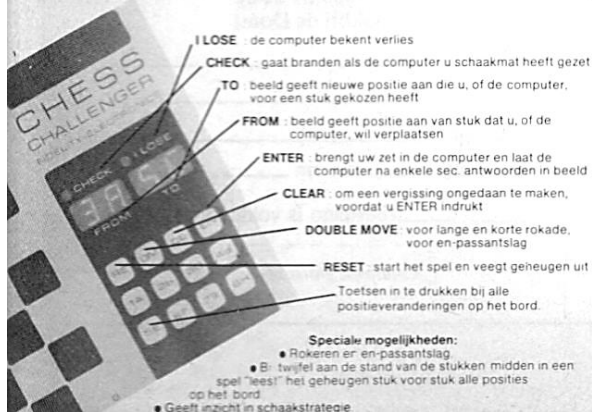 I LOSE : de computer bekent verlies
CHECK : gaat branden als de computer u schaakmat heeft gezet
TO : beeld geeft nieuwe positie aan die u, of de computer,
voor een stuk gekozen heeft
FROM : beeld geeft positie aan van stuk dat u, of de
computer, wil verplaatsen
ENTER : brengt uw zet in de computer en laat de
computer na enkele sec. antwoorden in beeld
CLEAR : om een vergissing ongedaan te maken,
voordat u ENTER indrukt
DOUBLE MOVE : voor lange en korte rokade,
voor en-passantslag
RESET : start het spel en veegt geheugen uit
Toetsen in te drukken bij alle
positieveranderingen op het bord.
CHESS
CHALLENGER
CHECK
I LOSE
FROM
TO
Speciale mogelijkheden:
● Rokeren en en-passantslag.
● Bij twijfel aan de stand van de stukken midden in een
spel "leest" het geheugen stuk voor stuk alle posities
op het bord.
● Geeft inzicht in schaakstrategie.